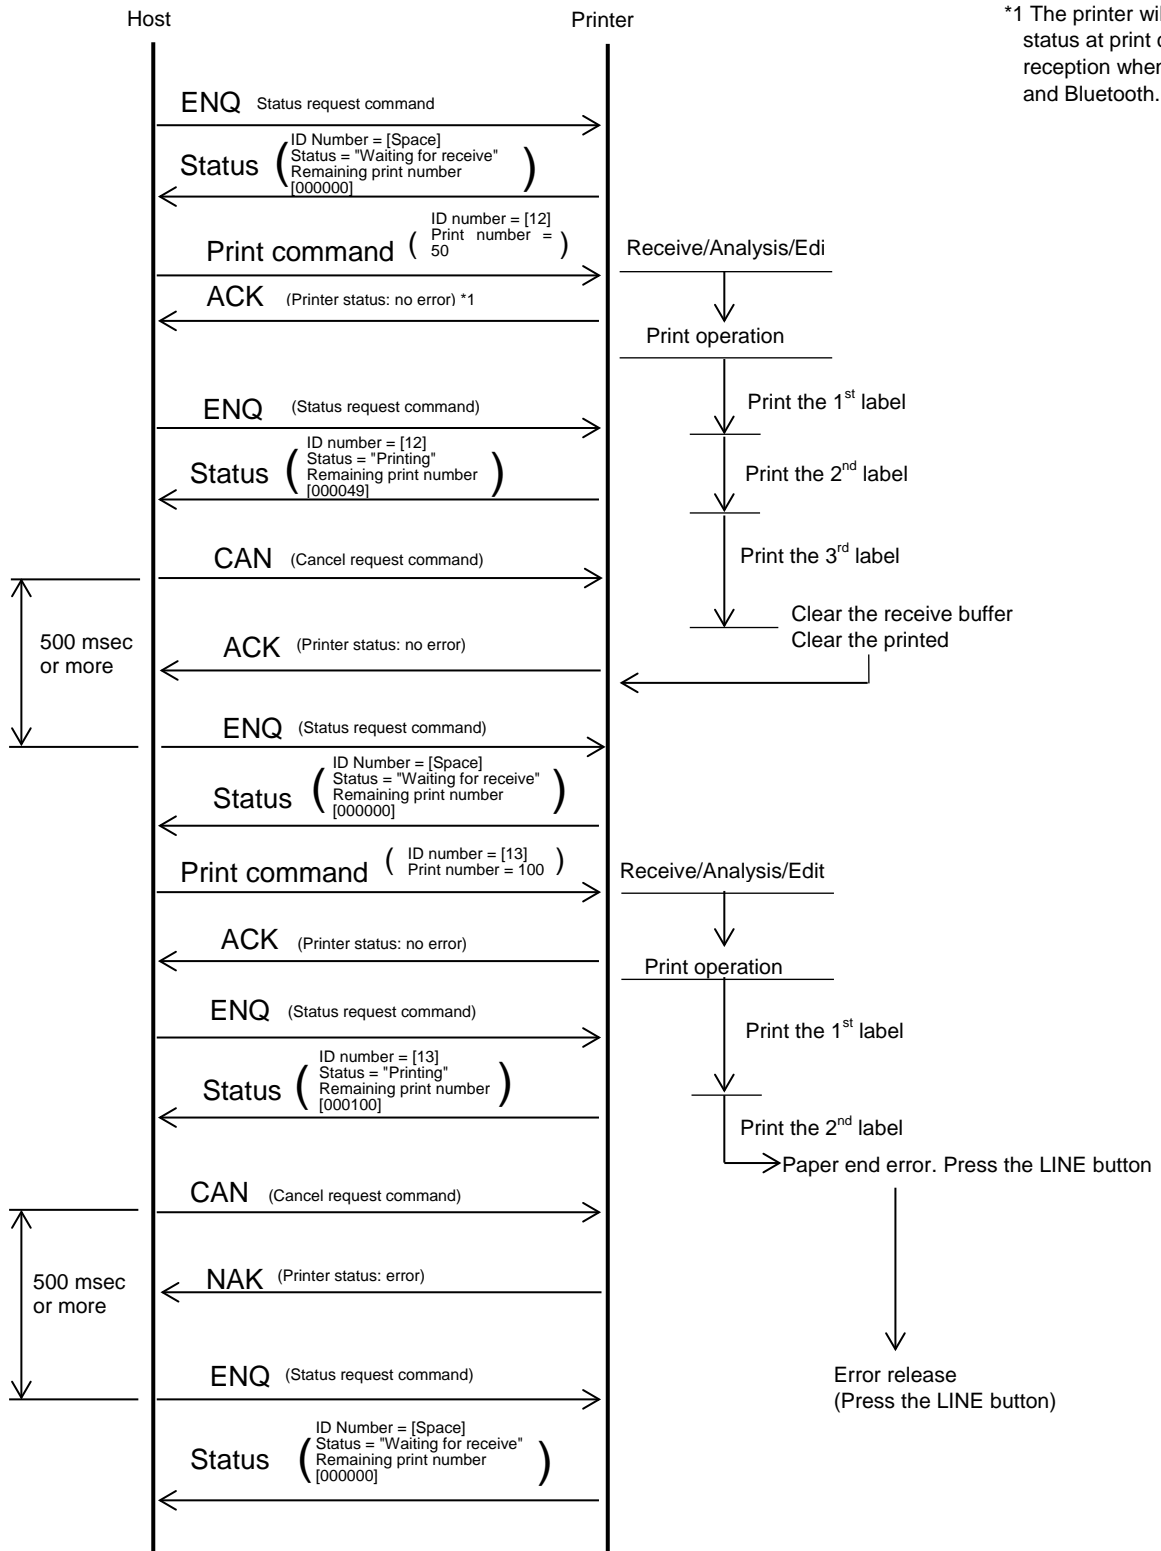 Host
Printer
*1 The printer wil
status at print
reception when
and Bluetooth.
ENQ Status request command
Status ( ID Number = [Space]
Status = "Waiting for receive"
Remaining print number
[000000] )
Print command ( ID number = [12]
Print number =
50 )
Receive/Analysis/Edi
ACK (Printer status: no error) *1
Print operation
Print the 1st label
ENQ (Status request command)
Status ( ID number = [12]
Status = "Printing"
Remaining print number
[000049] )
Print the 2nd label
CAN (Cancel request command)
Print the 3rd label
500 msec
or more
Clear the receive buffer
Clear the printed
ACK (Printer status: no error)
ENQ (Status request command)
Status ( ID Number = [Space]
Status = "Waiting for receive"
Remaining print number
[000000] )
Print command ( ID number = [13]
Print number = 100 )
Receive/Analysis/Edit
ACK (Printer status: no error)
Print operation
ENQ (Status request command)
Print the 1st label
Status ( ID number = [13]
Status = "Printing"
Remaining print number
[000100] )
Print the 2nd label
Paper end error. Press the LINE button
CAN (Cancel request command)
500 msec
or more
NAK (Printer status: error)
ENQ (Status request command)
Error release
(Press the LINE button)
Status ( ID Number = [Space]
Status = "Waiting for receive"
Remaining print number
[000000] )